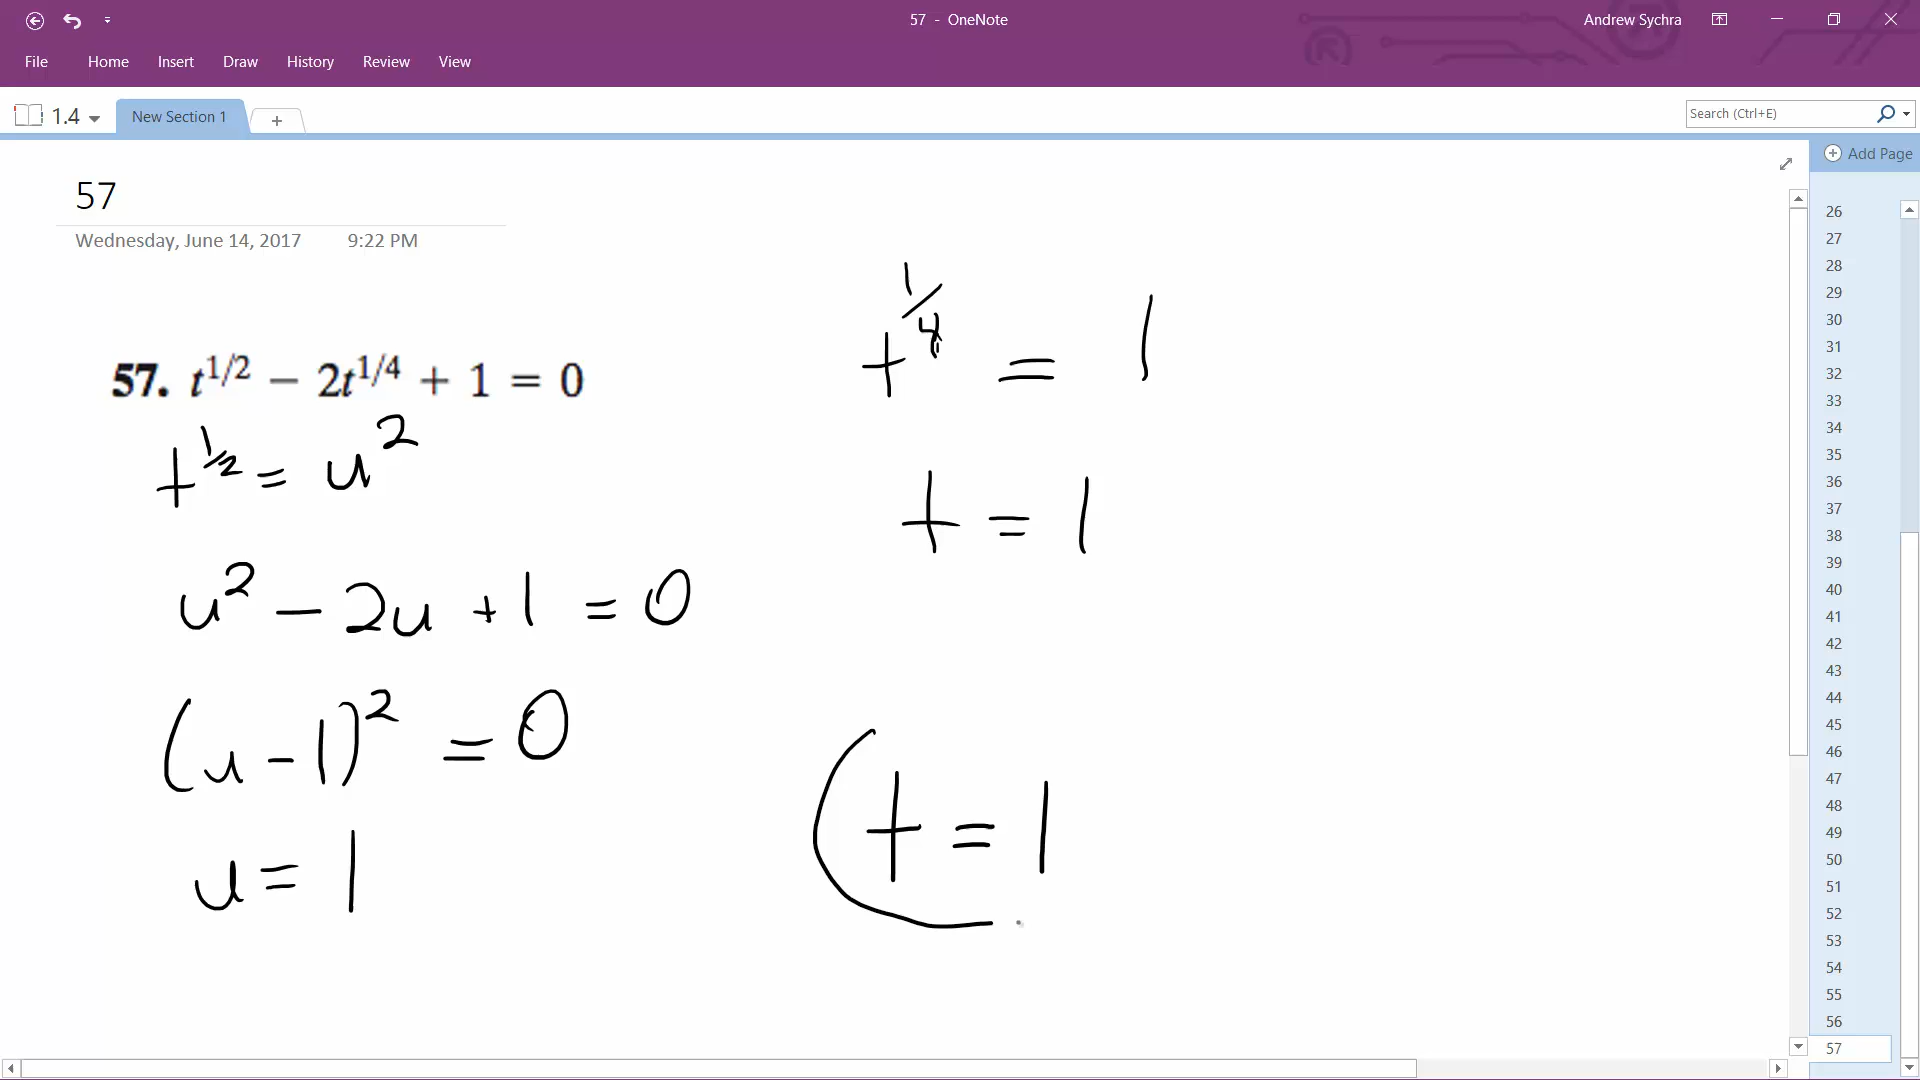 57 - OneNote
Andrew Sychra
File Home Insert Draw History Review View
1.4
New Section 1
+
Search (Ctrl+E)
Add Page
57
Wednesday, June 14, 2017 9:22 PM
57. t^{1/2} − 2t^{1/4} + 1 = 0
t^{1/2} = u^2
u^2 − 2u + 1 = 0
(u − 1)^2 = 0
u = 1
t^{1/4} = 1
t = 1
t = 1
26
27
28
29
30
31
32
33
34
35
36
37
38
39
40
41
42
43
44
45
46
47
48
49
50
51
52
53
54
55
56
57